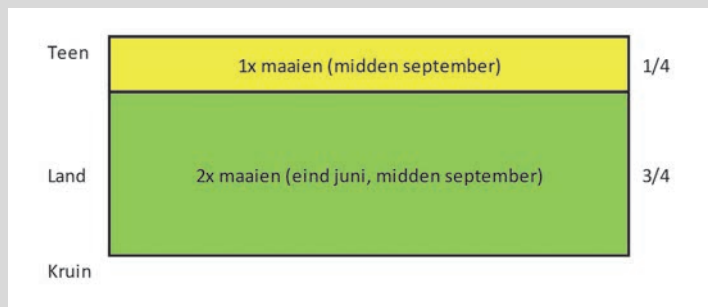 Teen
1x maaien (midden september)
1/4
Land
2x maaien (eind juni, midden september)
3/4
Kruin